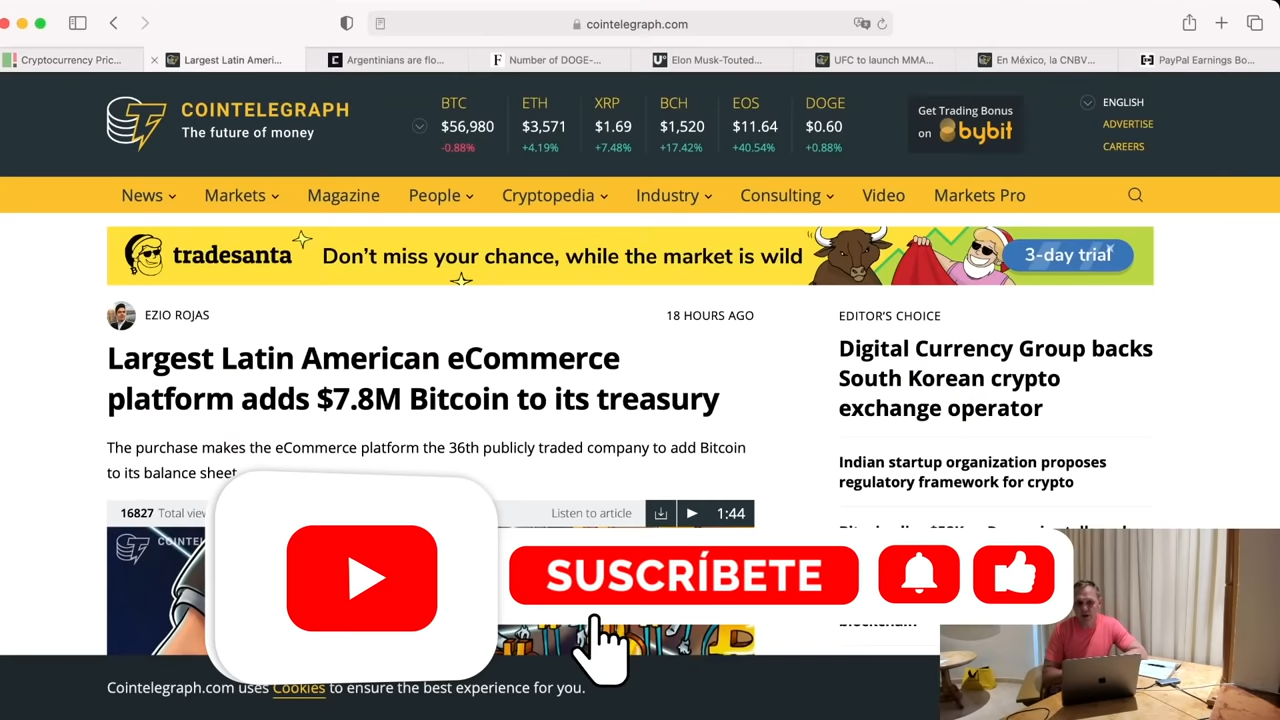 cointelegraph.com
Cryptocurrency Pric...
Largest Latin Ameri...
Argentinians are flo...
Number of DOGE-...
Elon Musk-Touted...
UFC to launch MMA...
En México, la CNBV...
PayPal Earnings Bo...
COINTELEGRAPH
The future of money
BTC
$56,980
-0.88%
ETH
$3,571
+4.19%
XRP
$1.69
+7.48%
BCH
$1,520
+17.42%
EOS
$11.64
+40.54%
DOGE
$0.60
+0.88%
Get Trading Bonus
on bybit
ENGLISH
ADVERTISE
CAREERS
News
Markets
Magazine
People
Cryptopedia
Industry
Consulting
Video
Markets Pro
tradesanta
Don't miss your chance, while the market is wild
3-day trial
EZIO ROJAS
18 HOURS AGO
Largest Latin American eCommerce
platform adds $7.8M Bitcoin to its treasury
The purchase makes the eCommerce platform the 36th publicly traded company to add Bitcoin
to its balance sheet
16827 Total
Listen to article
1:44
EDITOR'S CHOICE
Digital Currency Group backs
South Korean crypto
exchange operator
Indian startup organization proposes
regulatory framework for crypto
SUSCRÍBETE
blockchain
Cointelegraph.com uses Cookies to ensure the best experience for you.